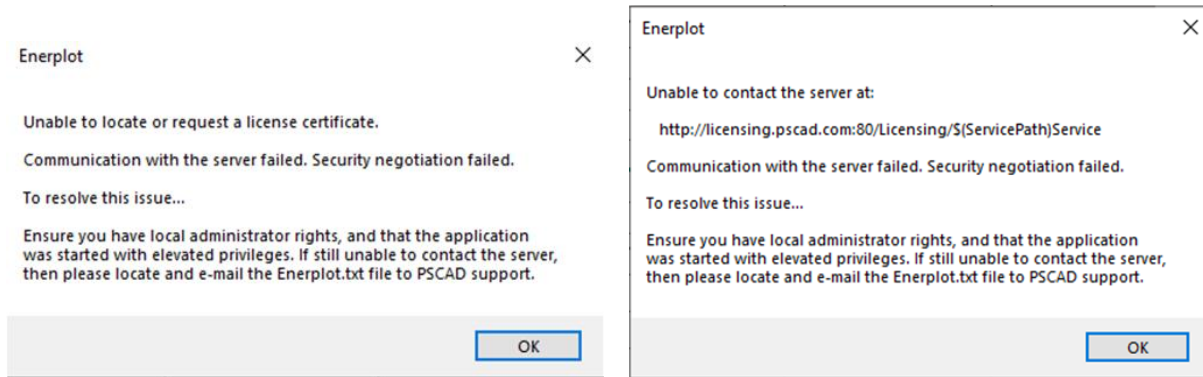 Enerplot
Unable to locate or request a license certificate.
Communication with the server failed. Security negotiation failed.
To resolve this issue...
Ensure you have local administrator rights, and that the application
was started with elevated privileges. If still unable to contact the server,
then please locate and e-mail the Enerplot.txt file to PSCAD support.
OK
Enerplot
Unable to contact the server at:
http://licensing.pscad.com:80/Licensing/$(ServicePath)Service
Communication with the server failed. Security negotiation failed.
To resolve this issue...
Ensure you have local administrator rights, and that the application
was started with elevated privileges. If still unable to contact the server,
then please locate and e-mail the Enerplot.txt file to PSCAD support.
OK